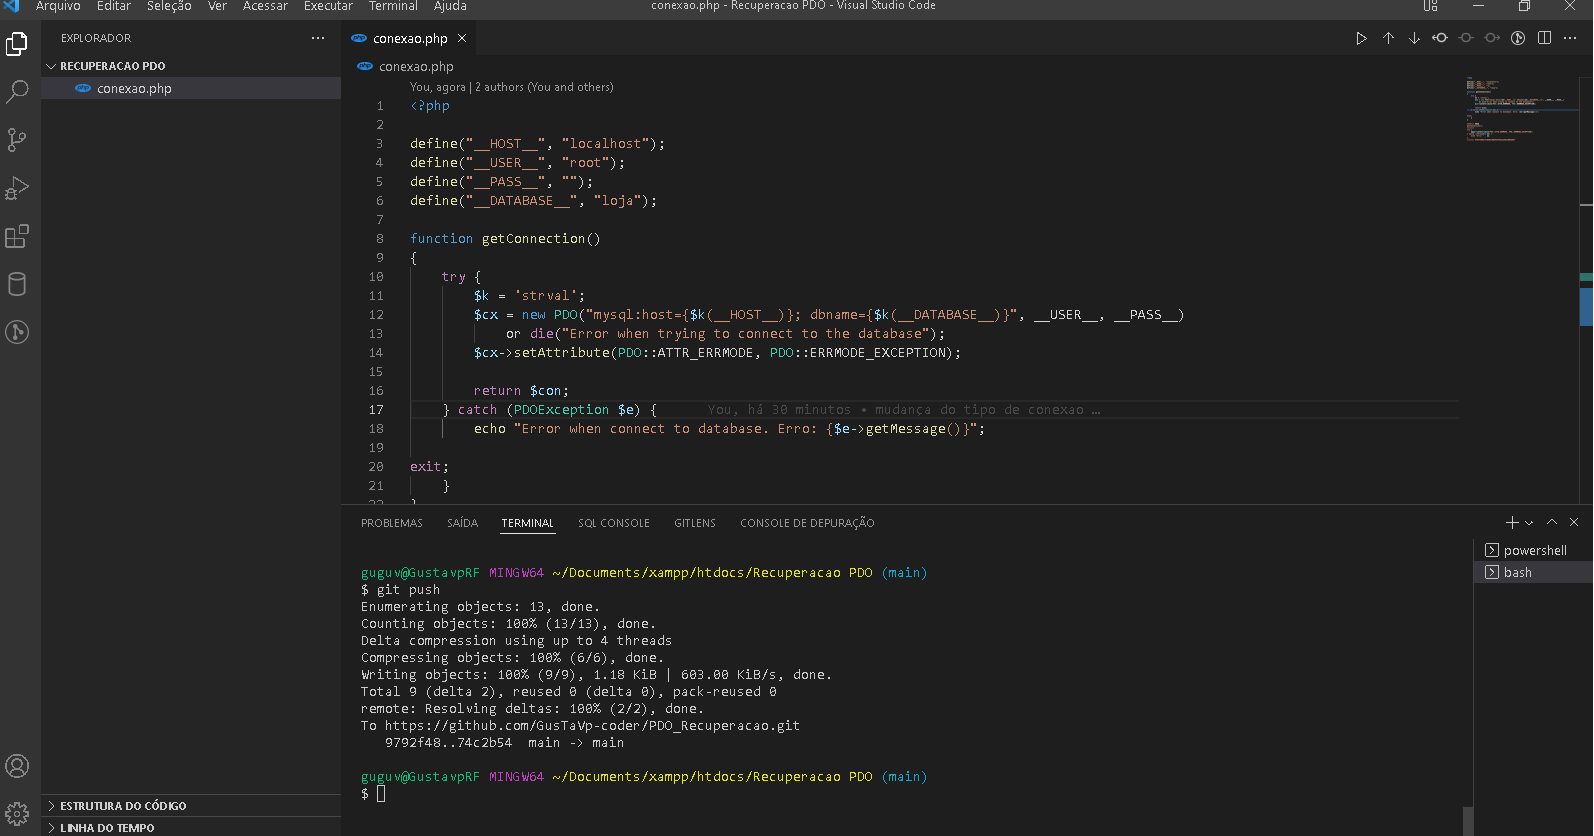 Arquivo Editar Seleção Ver Acessar Executar Terminal Ajuda
conexao.php - Recuperacao PDO - Visual Studio Code
EXPLORADOR
RECUPERACAO PDO
php conexao.php
php conexao.php
php conexao.php
You, agora | 2 authors (You and others)
1 <?php
2
3 define("__HOST__", "localhost");
4 define("__USER__", "root");
5 define("__PASS__", "");
6 define("__DATABASE__", "loja");
7
8 function getConnection()
9 {
10 try {
11 $k = 'strval';
12 $cx = new PDO("mysql:host={$k(__HOST__)}; dbname={$k(__DATABASE__)}", __USER__, __PASS__)
13 or die("Error when trying to connect to the database");
14 $cx->setAttribute(PDO::ATTR_ERRMODE, PDO::ERRMODE_EXCEPTION);
15
16 return $con;
17 } catch (PDOException $e) { You, há 30 minutos • mudança do tipo de conexao …
18 echo "Error when connect to database. Erro: {$e->getMessage()}";
19
20 exit;
21 }
22 }
PROBLEMAS SAÍDA TERMINAL SQL CONSOLE GITLENS CONSOLE DE DEPURAÇÃO
powershell
bash
guguv@GustavpRF MINGW64 ~/Documents/xampp/htdocs/Recuperacao PDO (main)
$ git push
Enumerating objects: 13, done.
Counting objects: 100% (13/13), done.
Delta compression using up to 4 threads
Compressing objects: 100% (6/6), done.
Writing objects: 100% (9/9), 1.18 KiB | 603.00 KiB/s, done.
Total 9 (delta 2), reused 0 (delta 0), pack-reused 0
remote: Resolving deltas: 100% (2/2), done.
To https://github.com/GusTaVp-coder/PDO_Recuperacao.git
9792f48..74c2b54 main -> main
guguv@GustavpRF MINGW64 ~/Documents/xampp/htdocs/Recuperacao PDO (main)
$
ESTRUTURA DO CÓDIGO
LINHA DO TEMPO